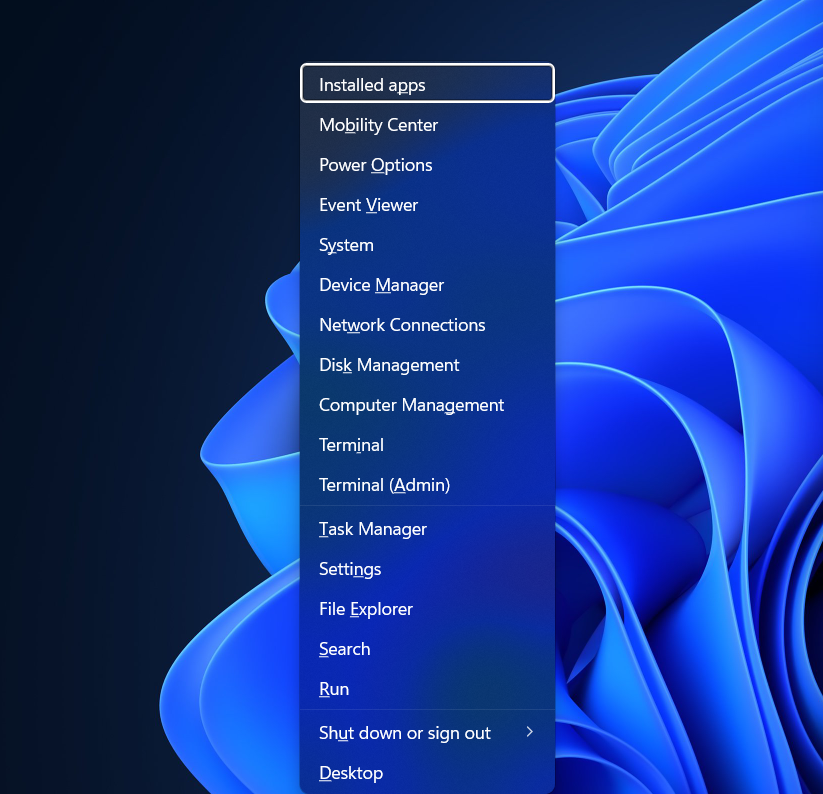 Installed apps
Mobility Center
Power Options
Event Viewer
System
Device Manager
Network Connections
Disk Management
Computer Management
Terminal
Terminal (Admin)
Task Manager
Settings
File Explorer
Search
Run
Shut down or sign out
Desktop